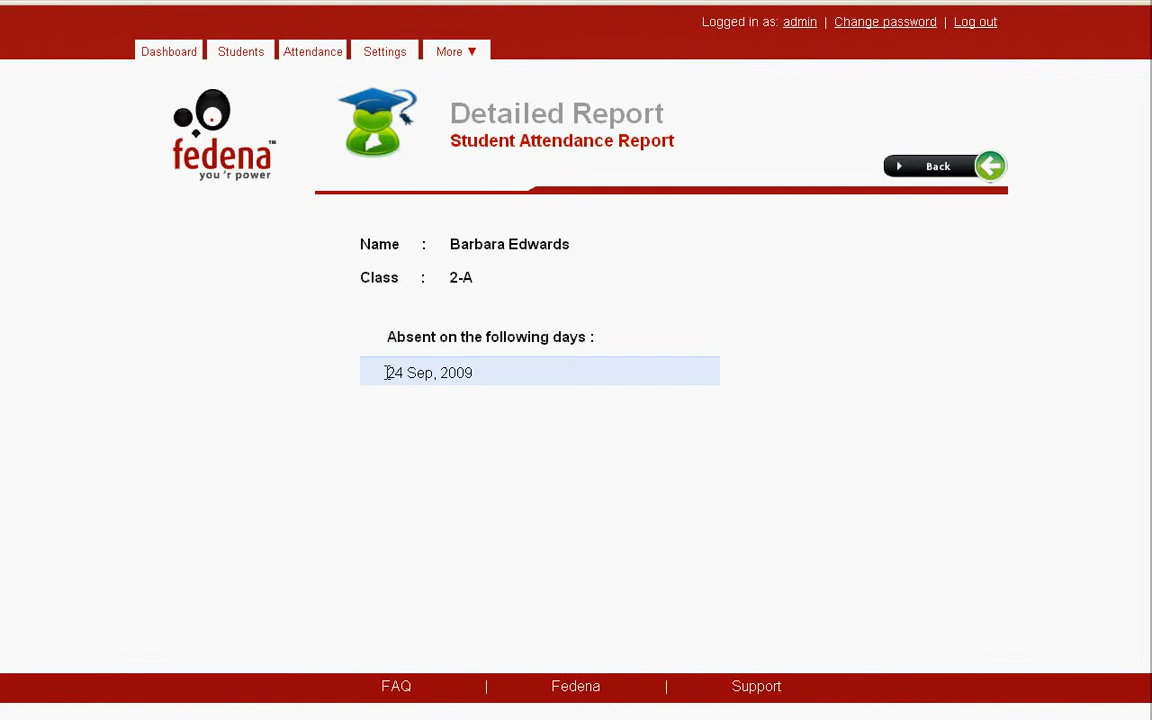 Logged in as: admin | Change password | Log out
Dashboard Students Attendance Settings More ▼
fedena™
you 'r power
Detailed Report
Student Attendance Report
Back
Name : Barbara Edwards
Class : 2-A
Absent on the following days :
24 Sep, 2009
FAQ | Fedena | Support